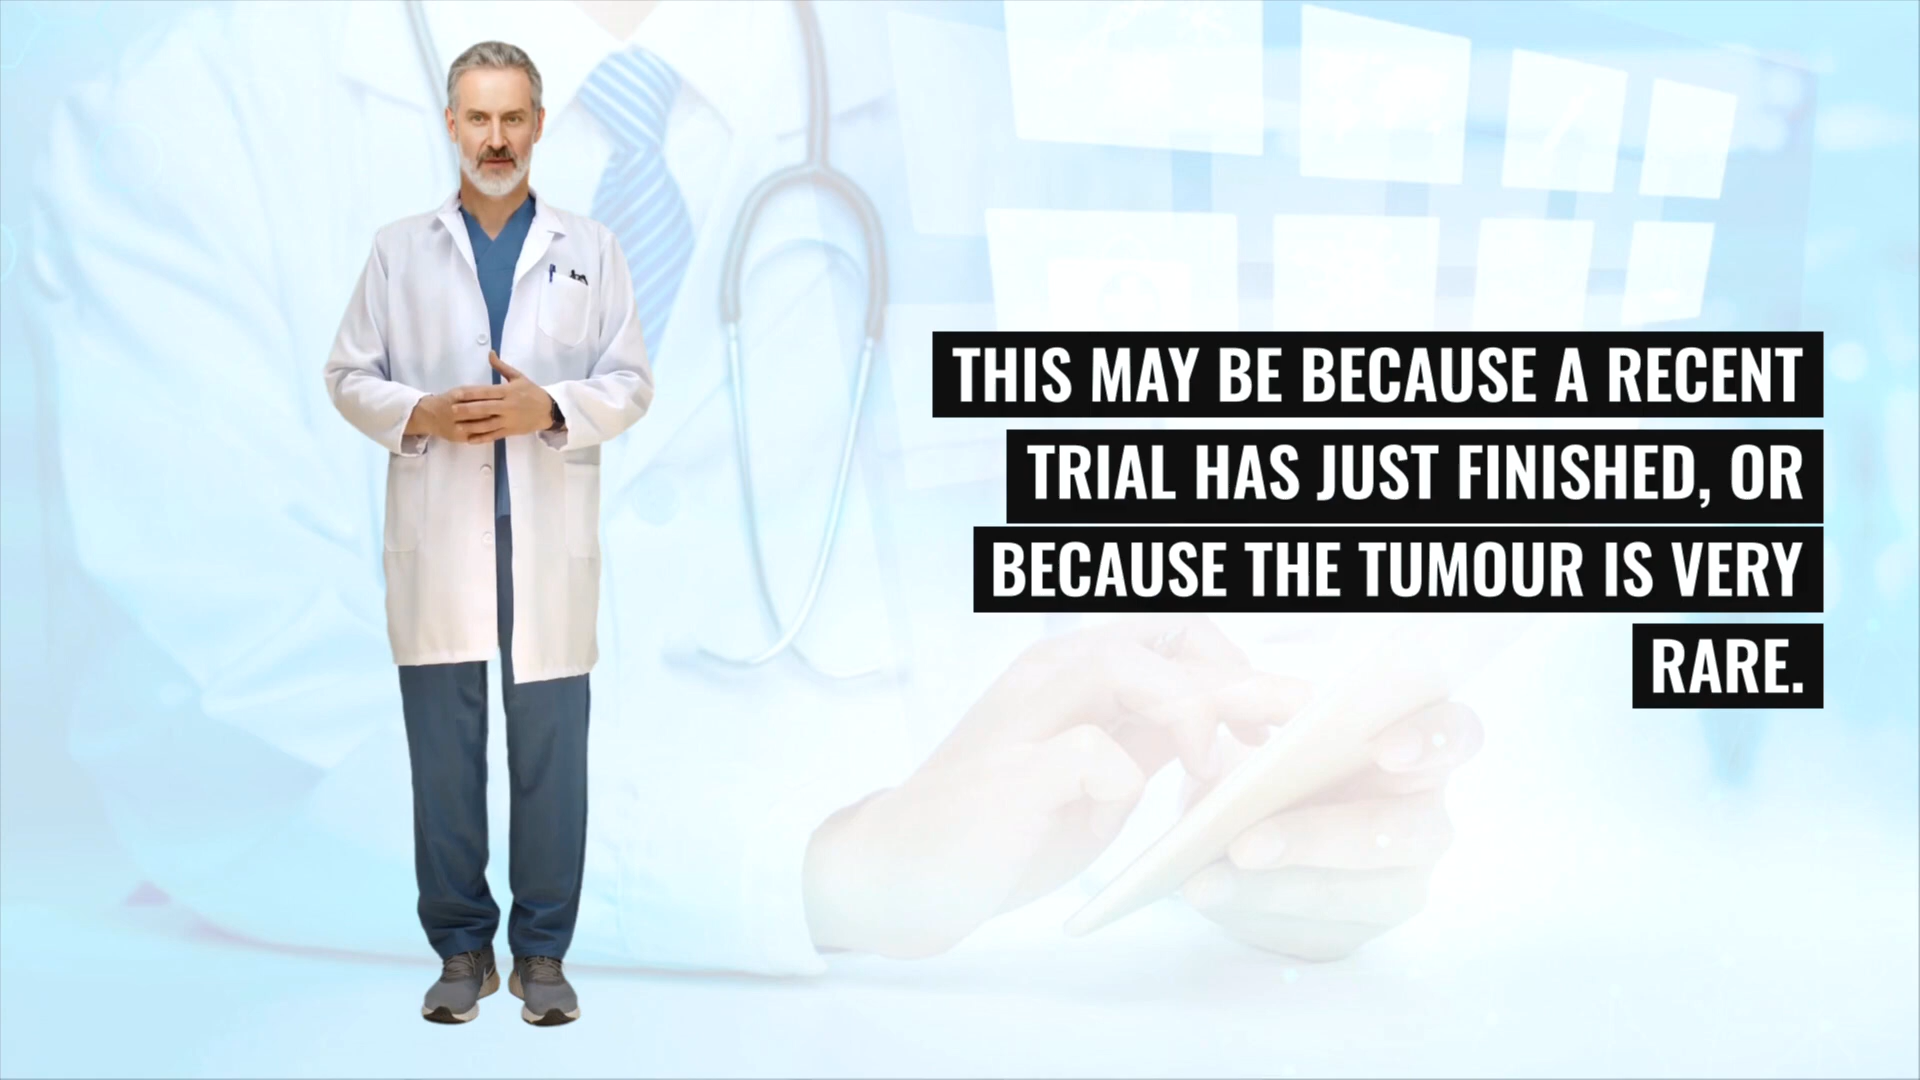 THIS MAY BE BECAUSE A RECENT
TRIAL HAS JUST FINISHED, OR
BECAUSE THE TUMOUR IS VERY
RARE.